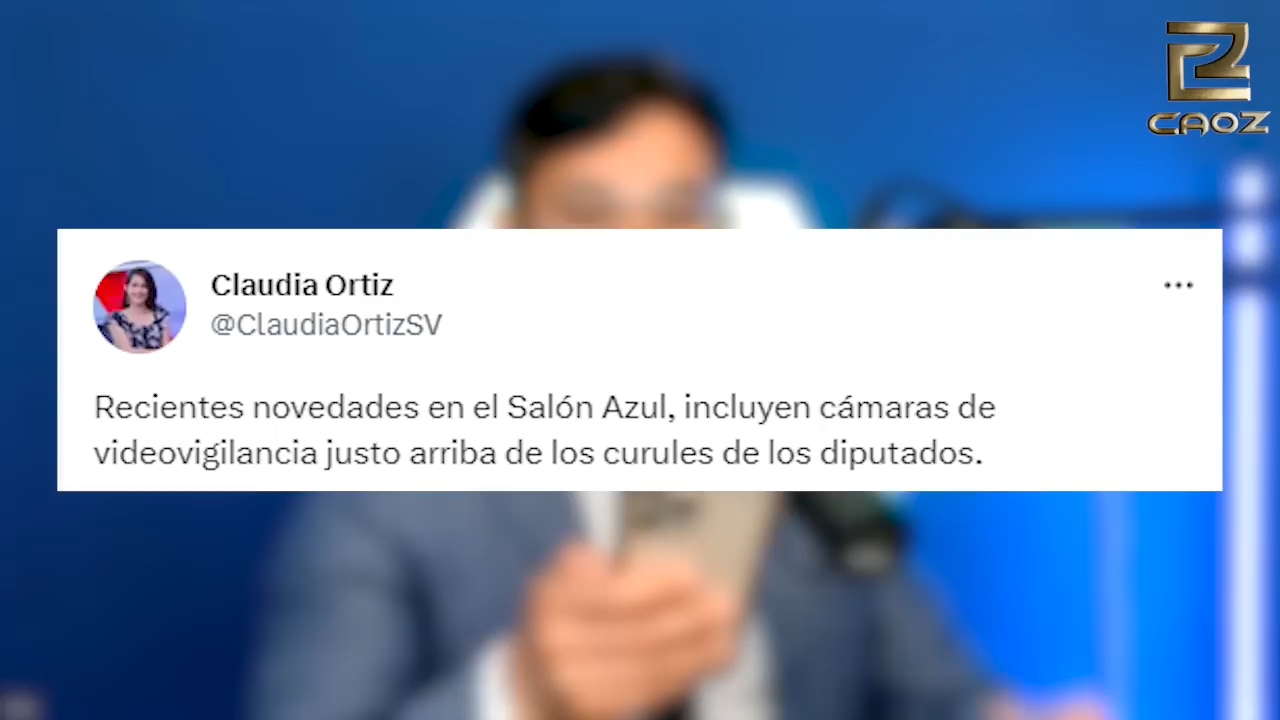 CAOZ
Claudia Ortiz
@ClaudiaOrtizSV
Recientes novedades en el Salón Azul, incluyen cámaras de
videovigilancia justo arriba de los curules de los diputados.